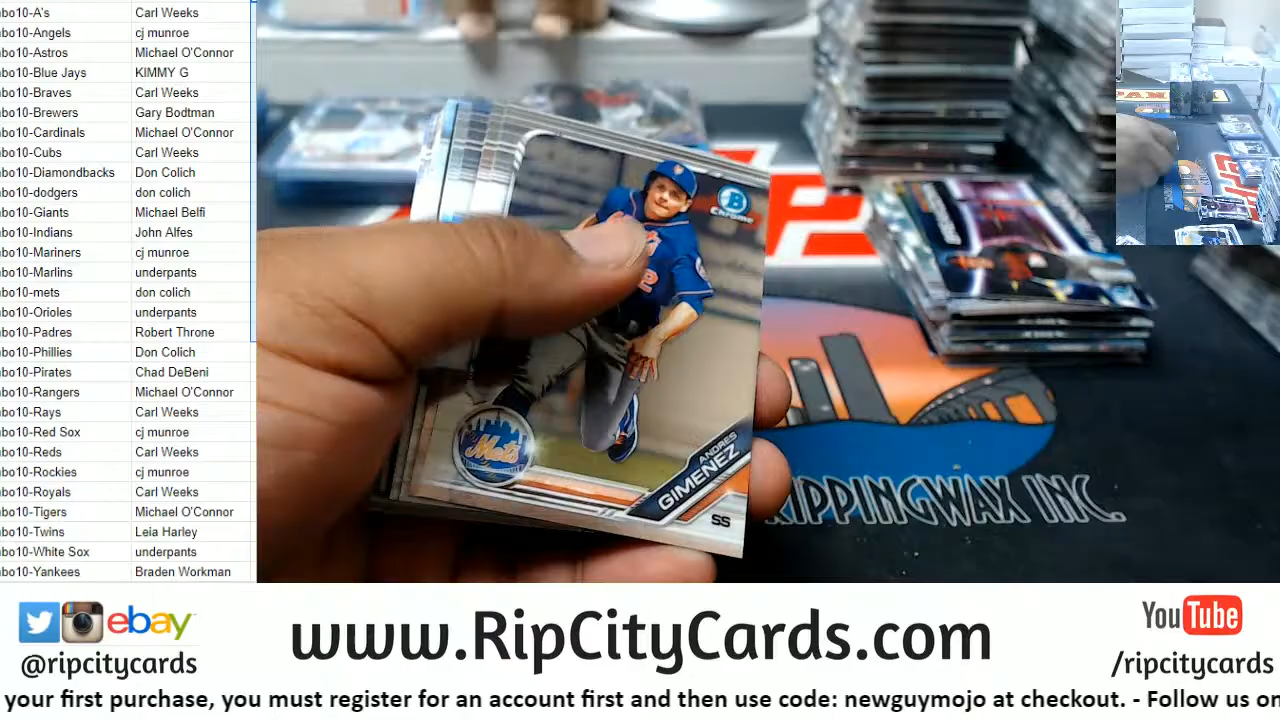 bo10-A's Carl Weeks
bo10-Angels cj munroe
bo10-Astros Michael O'Connor
bo10-Blue Jays KIMMY G
bo10-Braves Carl Weeks
bo10-Brewers Gary Bodtman
bo10-Cardinals Michael O'Connor
bo10-Cubs Carl Weeks
bo10-Diamondbacks Don Colich
bo10-dodgers don colich
bo10-Giants Michael Belfi
bo10-Indians John Alfes
bo10-Mariners cj munroe
bo10-Marlins underpants
bo10-mets don colich
bo10-Orioles underpants
bo10-Padres Robert Throne
bo10-Phillies Don Colich
bo10-Pirates Chad DeBeni
bo10-Rangers Michael O'Connor
bo10-Rays Carl Weeks
bo10-Red Sox cj munroe
bo10-Reds Carl Weeks
bo10-Rockies cj munroe
bo10-Royals Carl Weeks
bo10-Tigers Michael O'Connor
bo10-Twins Leia Harley
bo10-White Sox underpants
bo10-Yankees Braden Workman
B
Chrome
Mets
ANDRES
GIMENEZ
SS
RIPPINGWAX INC.
ebay
@ripcitycards
www.RipCityCards.com
YouTube
/ripcitycards
your first purchase, you must register for an account first and then use code: newguymojo at checkout. - Follow us on